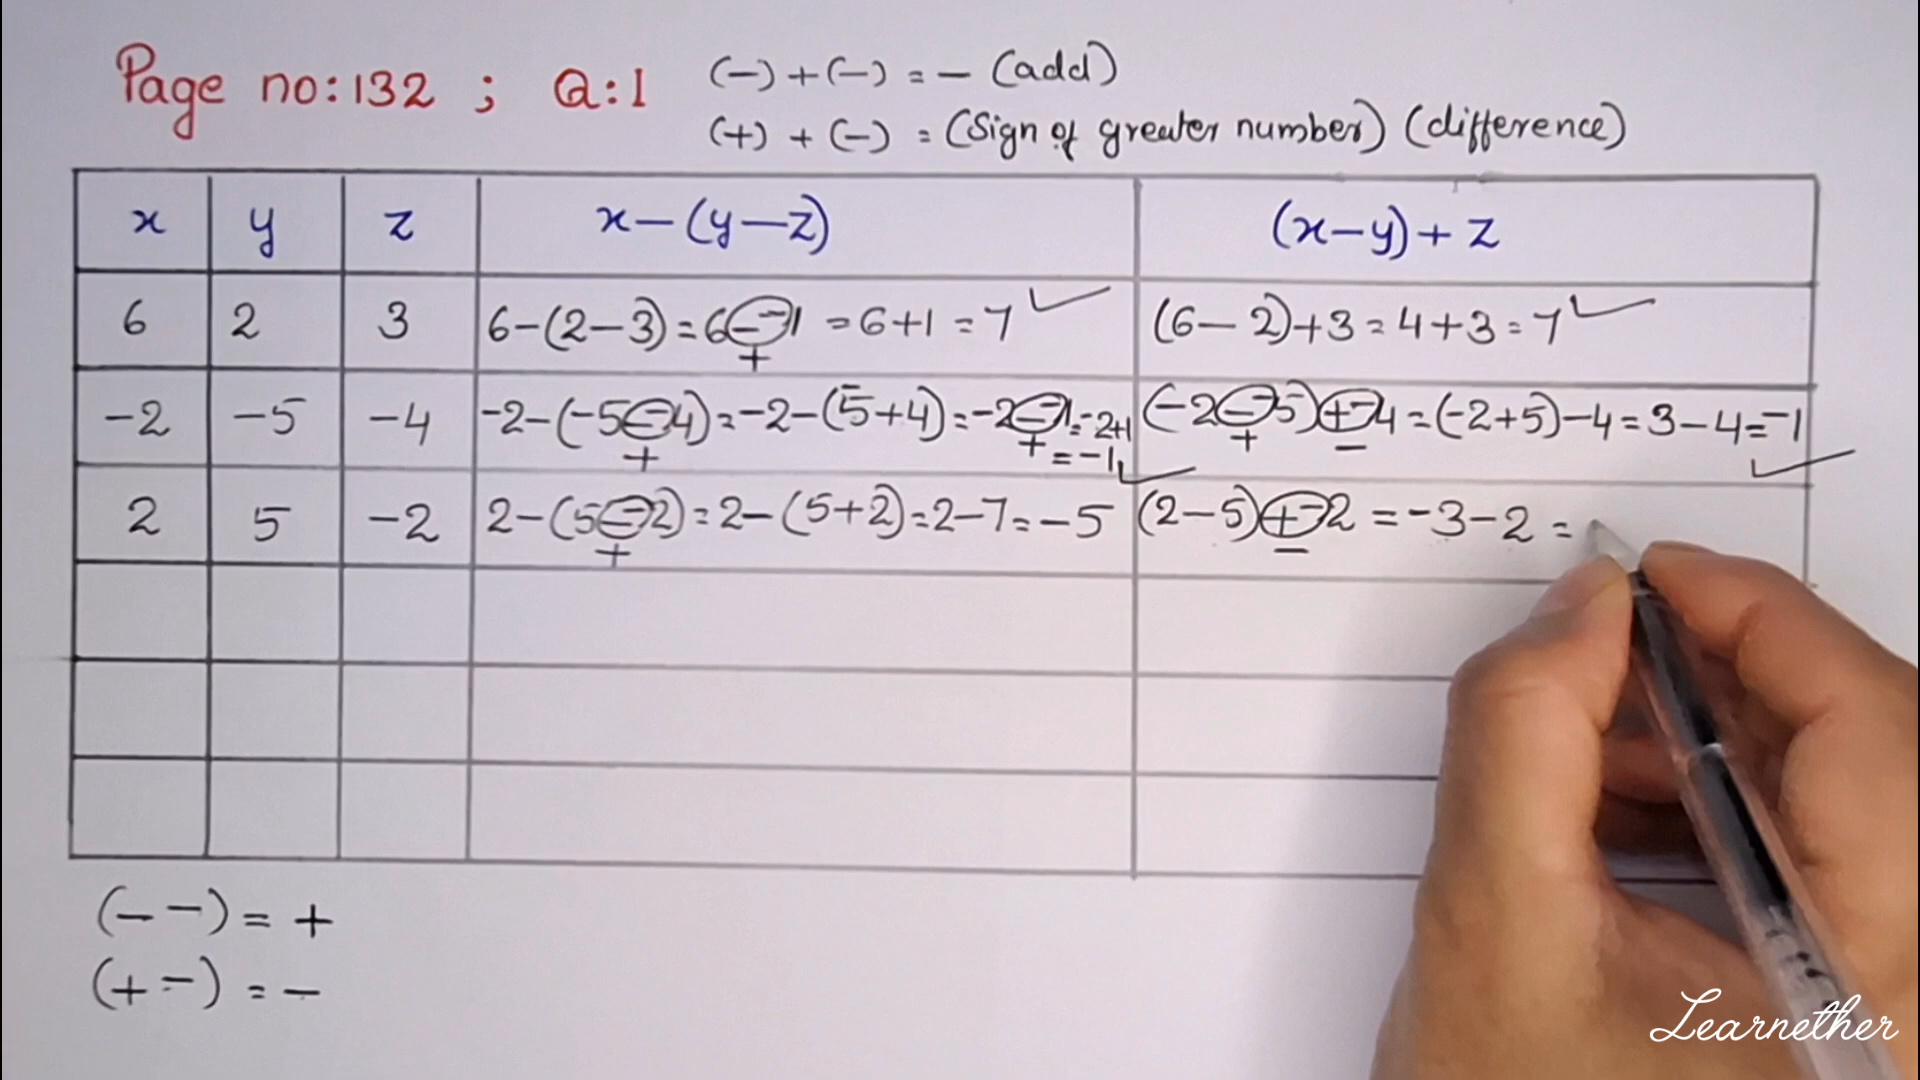 Page no:132 ; Q:1
(-) + (-) = - (add)
(+) + (-) = (Sign of greater number) (difference)
x y z x-(y-z) (x-y)+z
6 2 3 6-(2-3) = 6--1 = 6+1 = 7 ✓ (6-2)+3 = 4+3 = 7 ✓
+
-2 -5 -4 -2-(-5--4) = -2-(-5+4) = -2--1 = -2+1 (-2--5)+-4 = (-2+5)-4 = 3-4 = -1
+ + = -1 ✓ + - ✓
2 5 -2 2-(5--2) = 2-(5+2) = 2-7 = -5 (2-5)+-2 = -3-2 =
+ -
(- -) = +
(+ -) = -
Learnether